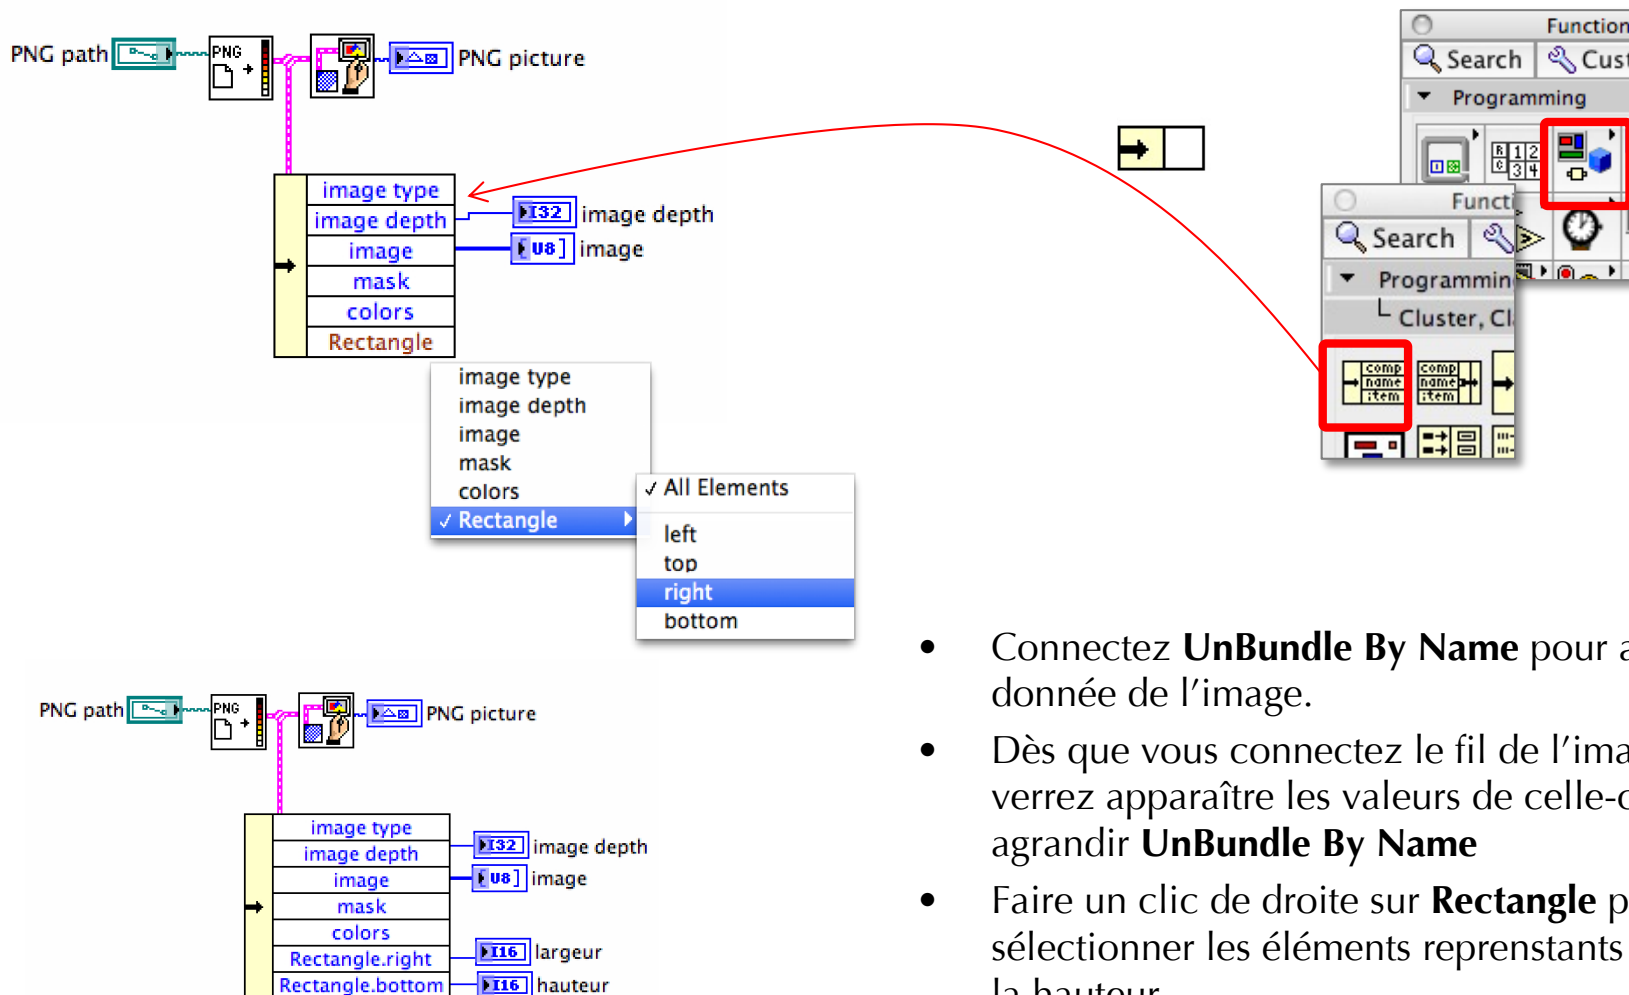 PNG path
PNG
PNG picture
image type
image depth
image
mask
colors
Rectangle
I32
image depth
U8
image
image type
image depth
image
mask
colors
✓ Rectangle
✓ All Elements
left
top
right
bottom
Function
Search
Cust
Programming
Functi
Search
Programmin
Cluster, Cl
comp
name
item
comp
name
item
PNG path
PNG
PNG picture
image type
image depth
image
mask
colors
Rectangle.right
Rectangle.bottom
I32
image depth
U8
image
I16
largeur
I16
hauteur
• Connectez UnBundle By Name pour a
donnée de l’image.
• Dès que vous connectez le fil de l’ima
verrez apparaître les valeurs de celle-c
agrandir UnBundle By Name
• Faire un clic de droite sur Rectangle p
sélectionner les éléments reprenstants
la hauteur